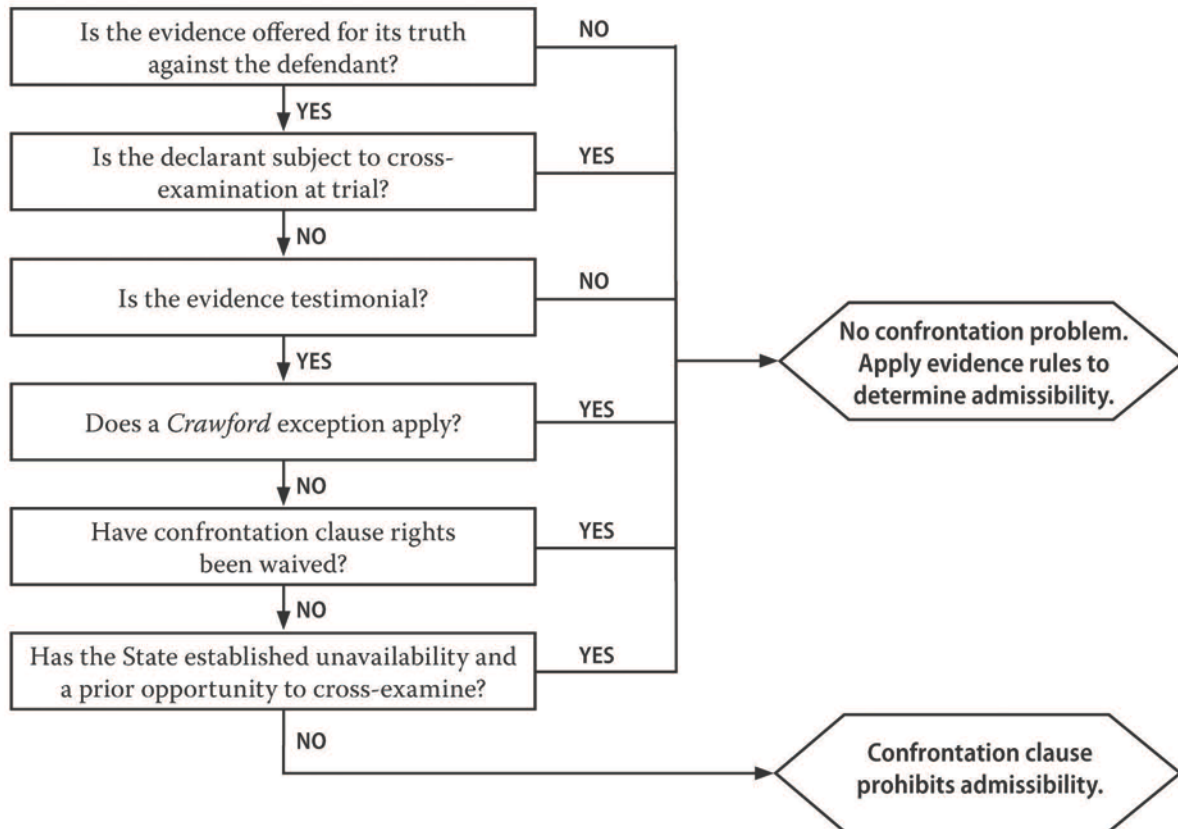 Is the evidence offered for its truth
against the defendant?
NO
YES
Is the declarant subject to cross-
examination at trial?
YES
NO
Is the evidence testimonial?
NO
YES
Does a Crawford exception apply?
YES
NO
Have confrontation clause rights
been waived?
YES
NO
Has the State established unavailability and
a prior opportunity to cross-examine?
YES
NO
No confrontation problem.
Apply evidence rules to
determine admissibility.
Confrontation clause
prohibits admissibility.